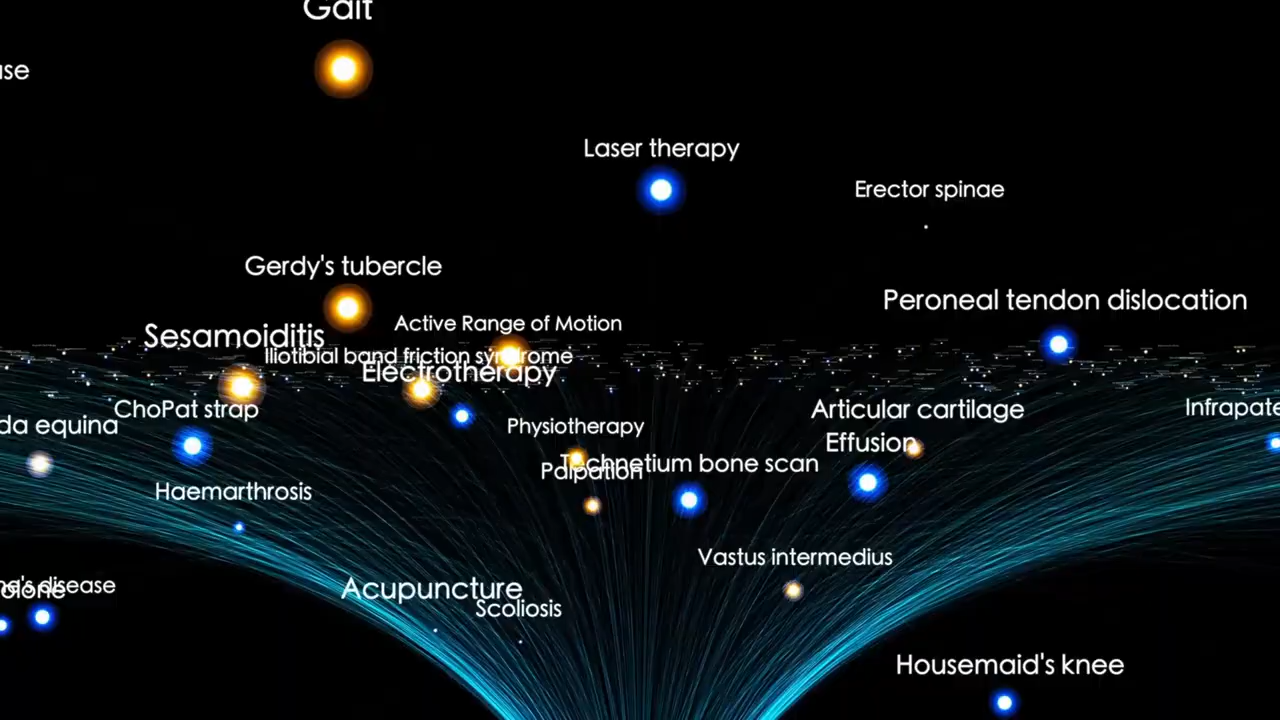 Gait
Laser therapy
Erector spinae
Gerdy's tubercle
Peroneal tendon dislocation
Active Range of Motion
Sesamoiditis
Iliotibial band friction syndrome
Electrotherapy
ChoPat strap
Articular cartilage
Physiotherapy
da equina
Effusion
Technetium bone scan
Palpation
Haemarthrosis
Vastus intermedius
disease
Acupuncture
Scoliosis
Housemaid's knee